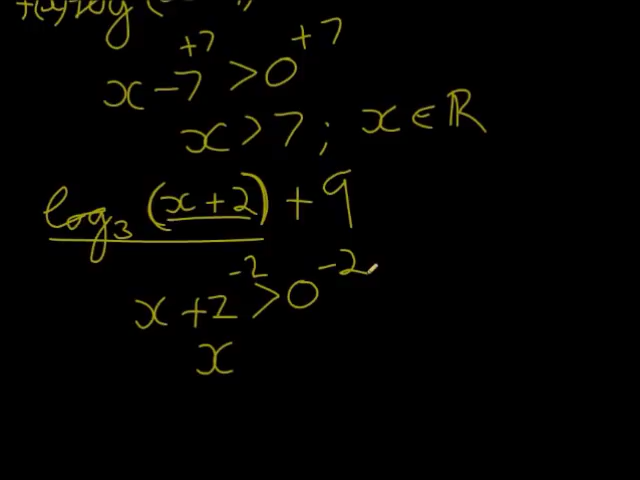 x - 7 +7 > 0 +7
x > 7 ; x ∈ ℝ
log₃ (x + 2) + 9
x + 2 -2 > 0 -2
x